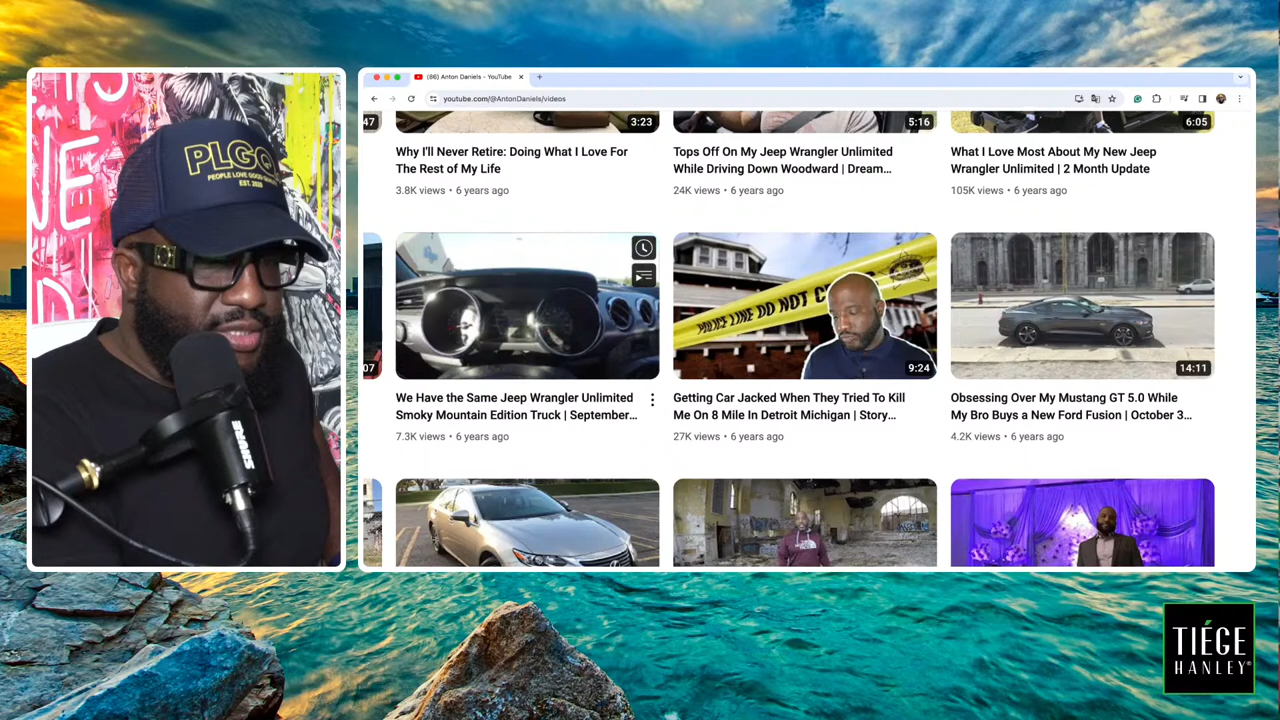 PLGC
PEOPLE LOVE GOOD
EST. 2020
SHURE
(86) Anton Daniels - YouTube
youtube.com/@AntonDaniels/videos
47
3:23
5:16
6:05
Why I'll Never Retire: Doing What I Love For
The Rest of My Life
3.8K views • 6 years ago
Tops Off On My Jeep Wrangler Unlimited
While Driving Down Woodward | Dream...
24K views • 6 years ago
What I Love Most About My New Jeep
Wrangler Unlimited | 2 Month Update
105K views • 6 years ago
07
POLICE LINE DO NOT C
9:24
14:11
We Have the Same Jeep Wrangler Unlimited
Smoky Mountain Edition Truck | September...
7.3K views • 6 years ago
Getting Car Jacked When They Tried To Kill
Me On 8 Mile In Detroit Michigan | Story...
27K views • 6 years ago
Obsessing Over My Mustang GT 5.0 While
My Bro Buys a New Ford Fusion | October 3...
4.2K views • 6 years ago
TIÉGE
HANLEY®